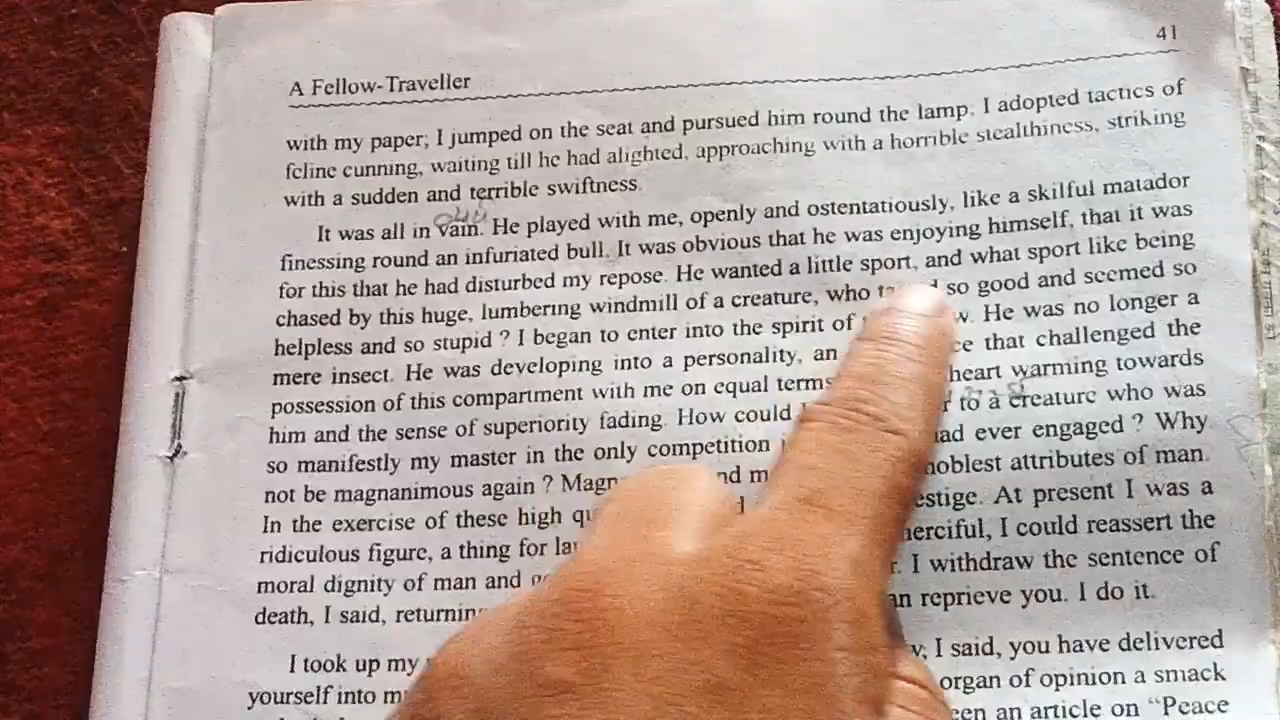 41
A Fellow-Traveller
with my paper; I jumped on the seat and pursued him round the lamp. I adopted tactics of
feline cunning, waiting till he had alighted, approaching with a horrible stealthiness, striking
with a sudden and terrible swiftness.
It was all in vain. He played with me, openly and ostentatiously, like a skilful matador
finessing round an infuriated bull. It was obvious that he was enjoying himself, that it was
for this that he had disturbed my repose. He wanted a little sport, and what sport like being
chased by this huge, lumbering windmill of a creature, who so good and seemed so
helpless and so stupid ? I began to enter into the spirit of He was no longer a
mere insect. He was developing into a personality, an that challenged the
possession of this compartment with me on equal terms heart warming towards
him and the sense of superiority fading. How could to a creature who was
so manifestly my master in the only competition ever engaged ? Why
not be magnanimous again ? noblest attributes of man.
In the exercise of these high At present I was a
ridiculous figure, a thing for merciful, I could reassert the
moral dignity of man and I withdraw the sentence of
death, I said, returning reprieve you. I do it.
I took up my I said, you have delivered
yourself into organ of opinion a smack
an article on “Peace